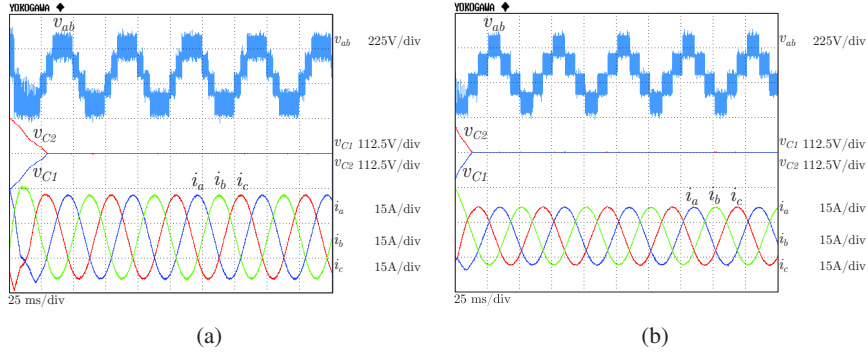 YOKOGAWA ◆
v_ab
v_ab 225V/div
v_C2
v_C1 112.5V/div
v_C2 112.5V/div
v_C1
i_a i_b i_c
i_a 15A/div
i_b 15A/div
i_c 15A/div
25 ms/div
(a)
YOKOGAWA ◆
v_ab
v_ab 225V/div
v_C2
v_C1 112.5V/div
v_C2 112.5V/div
v_C1
i_a i_b i_c
i_a 15A/div
i_b 15A/div
i_c 15A/div
25 ms/div
(b)